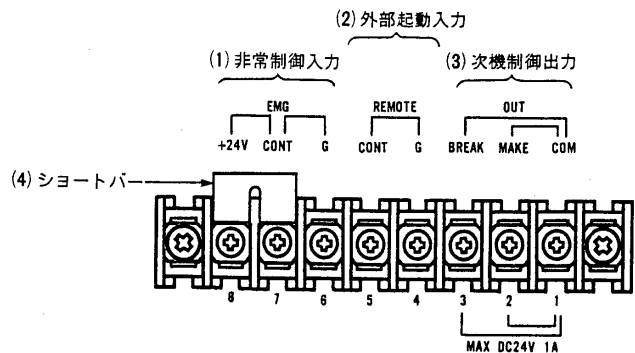 (2) 外部起動入力
(1) 非常制御入力
(3) 次機制御出力
EMG
REMOTE
OUT
+24V CONT G
CONT G
BREAK MAKE COM
(4) ショートバー
8 7 6 5 4 3 2 1
MAX DC24V 1A